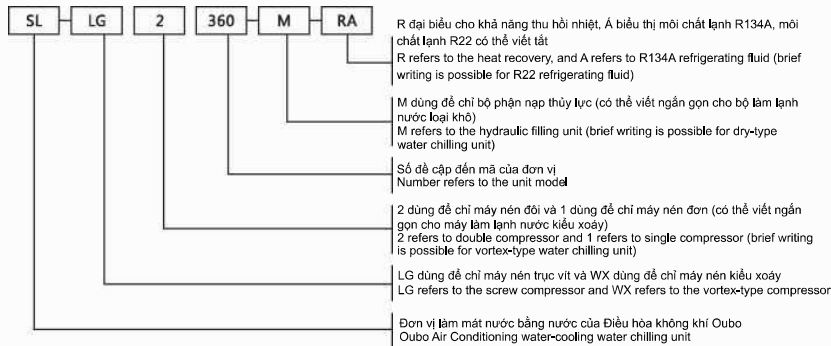 SL LG 2 360 M RA
R đại biểu cho khả năng thu hồi nhiệt, Á biểu thị môi chất lạnh R134A, môi
chất lạnh R22 có thể viết tắt
R refers to the heat recovery, and A refers to R134A refrigerating fluid (brief
writing is possible for R22 refrigerating fluid)
M dùng để chỉ bộ phận nạp thủy lực (có thể viết ngắn gọn cho bộ làm lạnh
nước loại khô)
M refers to the hydraulic filling unit (brief writing is possible for dry-type
water chilling unit)
Số đề cập đến mã của đơn vị
Number refers to the unit model
2 dùng để chỉ máy nén đôi và 1 dùng để chỉ máy nén đơn (có thể viết ngắn
gọn cho máy làm lạnh nước kiểu xoáy)
2 refers to double compressor and 1 refers to single compressor (brief writing
is possible for vortex-type water chilling unit)
LG dùng để chỉ máy nén trục vít và WX dùng để chỉ máy nén kiểu xoáy
LG refers to the screw compressor and WX refers to the vortex-type compressor
Đơn vị làm mát nước bằng nước của Điều hòa không khí Oubo
Oubo Air Conditioning water-cooling water chilling unit